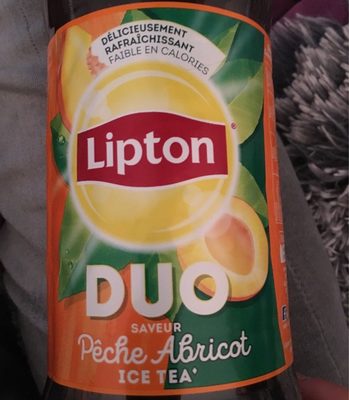 DÉLICIEUSEMENT
RAFRAÎCHISSANT
FAIBLE EN CALORIES
Lipton®
DUO
SAVEUR
Pêche Abricot
ICE TEA*